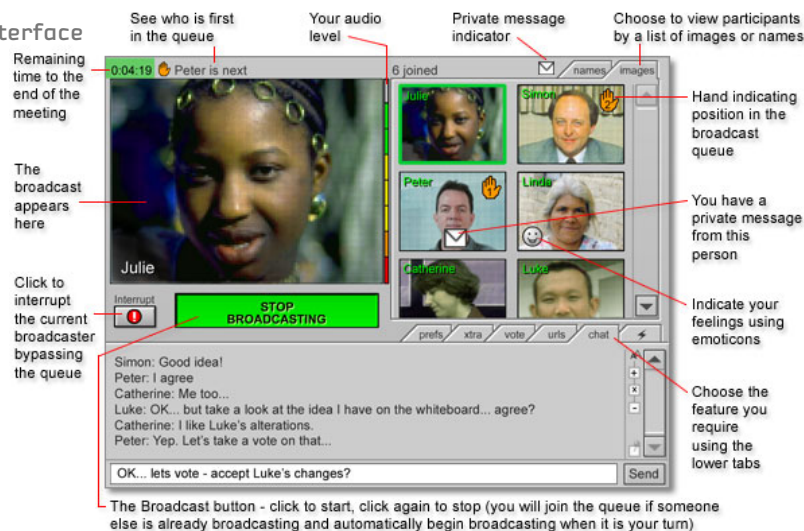 terface
See who is first
in the queue
Your audio
level
Private message
indicator
Choose to view participants
by a list of images or names
Remaining
time to the
end of the
meeting
0:04:19 Peter is next
6 joined
names
images
Julie
Simon
2
Hand indicating
position in the
broadcast
queue
The
broadcast
appears
here
Peter
1
Linda
You have a
private message
from this
person
Julie
Catherine
Luke
Click to
interrupt
the current
broadcaster
bypassing
the queue
Interrupt
STOP
BROADCASTING
Indicate your
feelings using
emoticons
prefs
xtra
vote
urls
chat
Simon: Good idea!
Peter: I agree
Catherine: Me too...
Luke: OK... but take a look at the idea I have on the whiteboard... agree?
Catherine: I like Luke's alterations.
Peter: Yep. Let's take a vote on that...
Choose the
feature you
require
using the
lower tabs
OK... lets vote - accept Luke's changes?
Send
The Broadcast button - click to start, click again to stop (you will join the queue if someone
else is already broadcasting and automatically begin broadcasting when it is your turn)